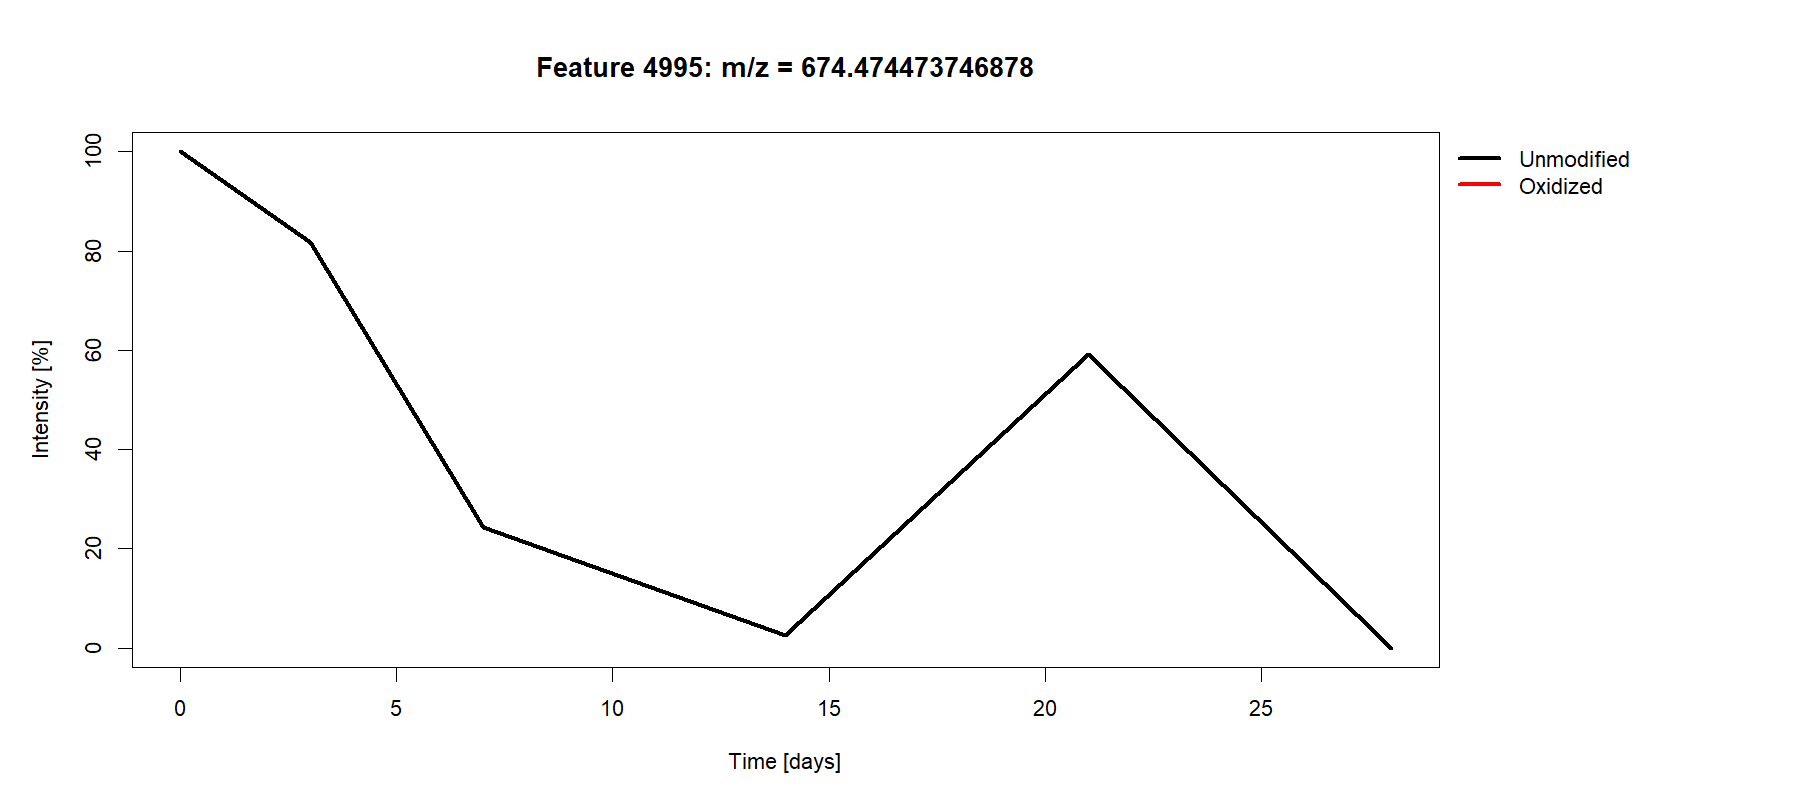 Feature 4995: m/z = 674.474473746878
Unmodified
Oxidized
Intensity [%]
100
80
60
40
20
0
0 5 10 15 20 25
Time [days]